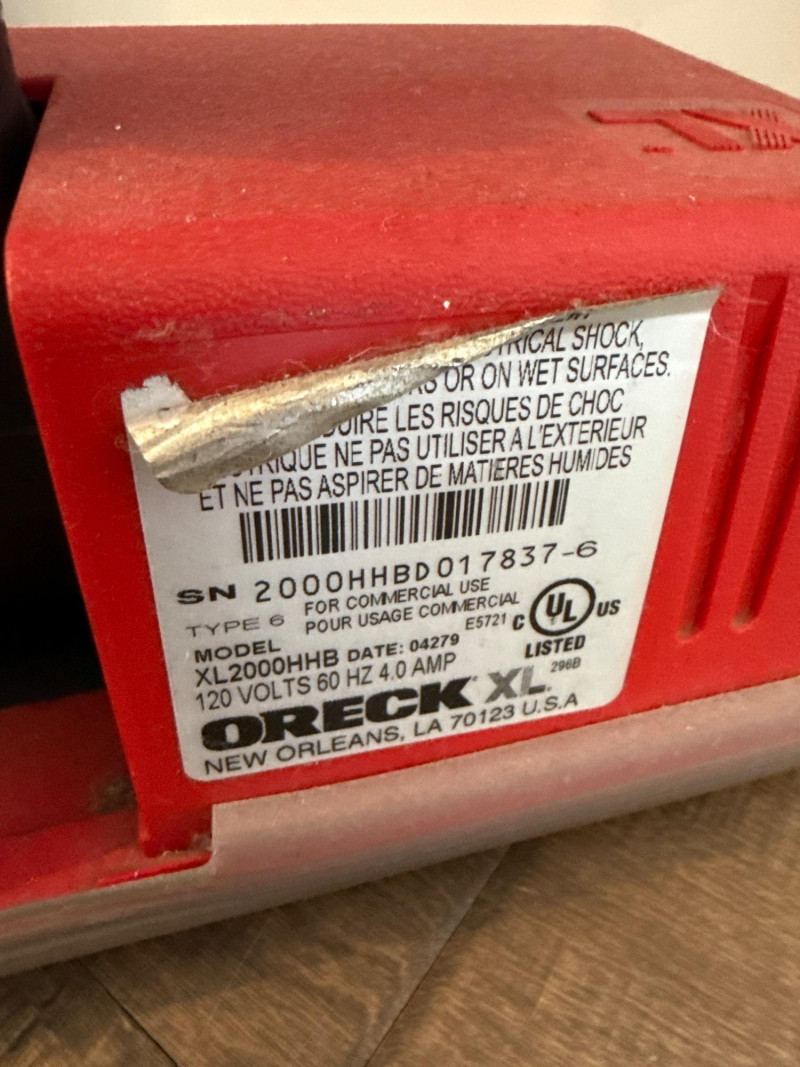 TRICAL SHOCK,
RS OR ON WET SURFACES.
DUIRE LES RISQUES DE CHOC
CTRIQUE NE PAS UTILISER À L'EXTERIEUR
ET NE PAS ASPIRER DE MATIERES HUMIDES
SN 2000HHBD017837-6
TYPE 6 FOR COMMERCIAL USE
POUR USAGE COMMERCIAL
E5721 C UL US
LISTED
296B
MODEL
XL2000HHB DATE: 04279
120 VOLTS 60 HZ 4.0 AMP
ORECK XL
NEW ORLEANS, LA 70123 U.S.A